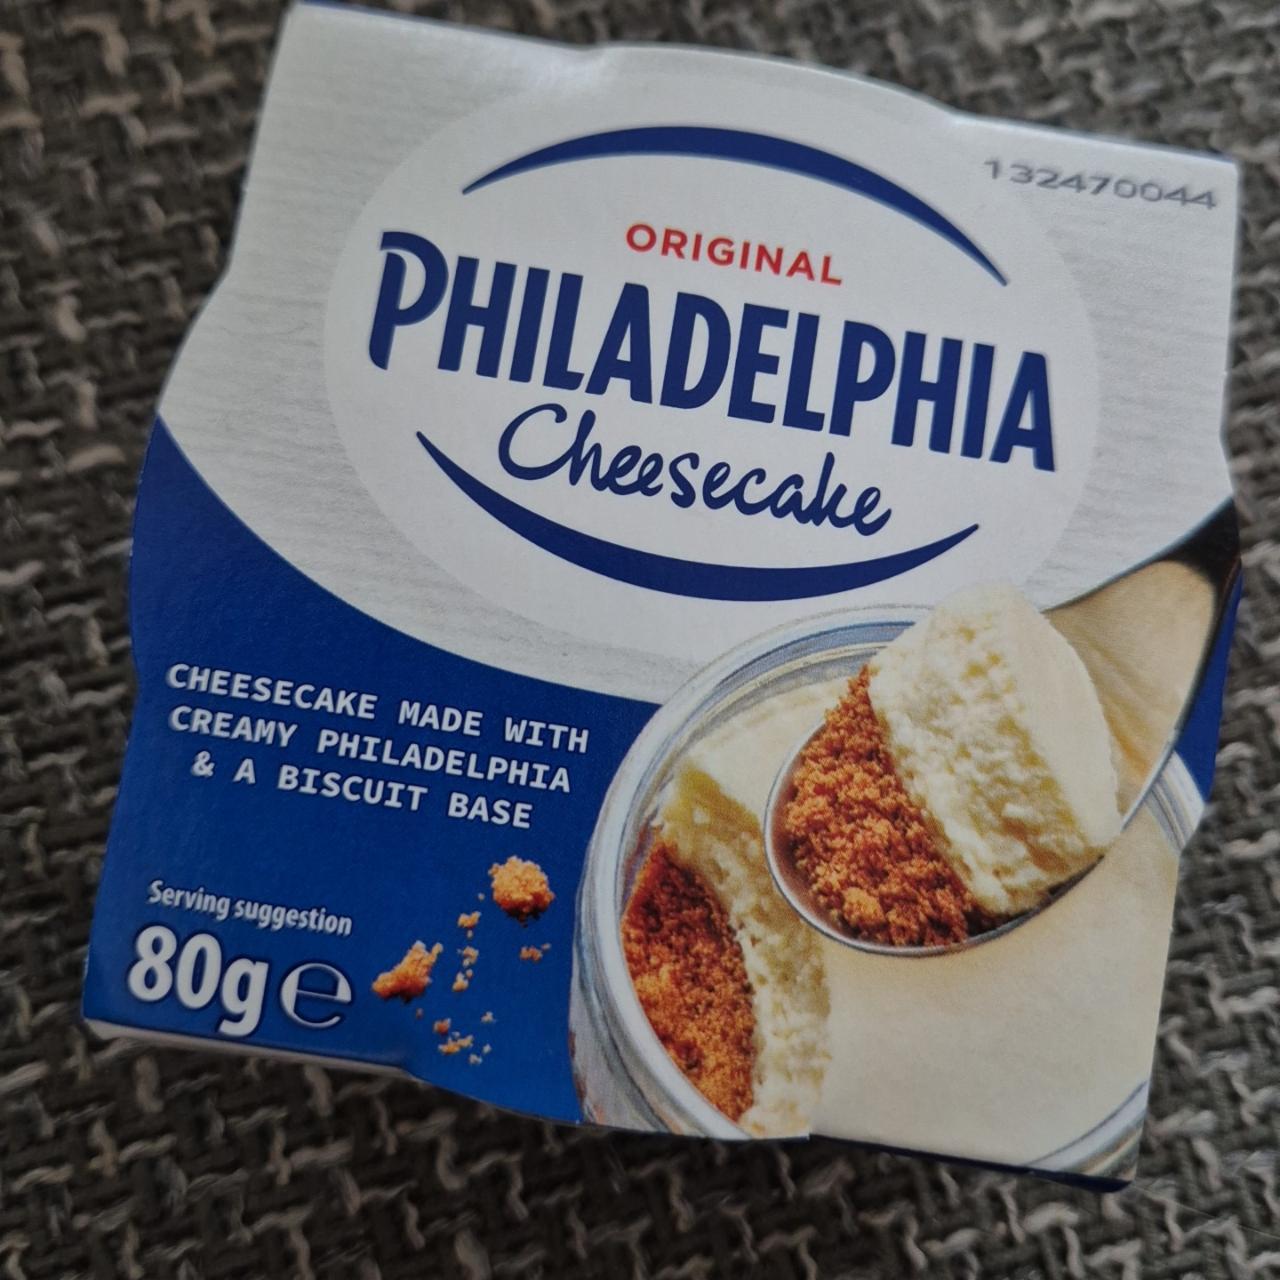 132470044
ORIGINAL
PHILADELPHIA
Cheesecake
CHEESECAKE MADE WITH
CREAMY PHILADELPHIA
& A BISCUIT BASE
Serving suggestion
80g ℮